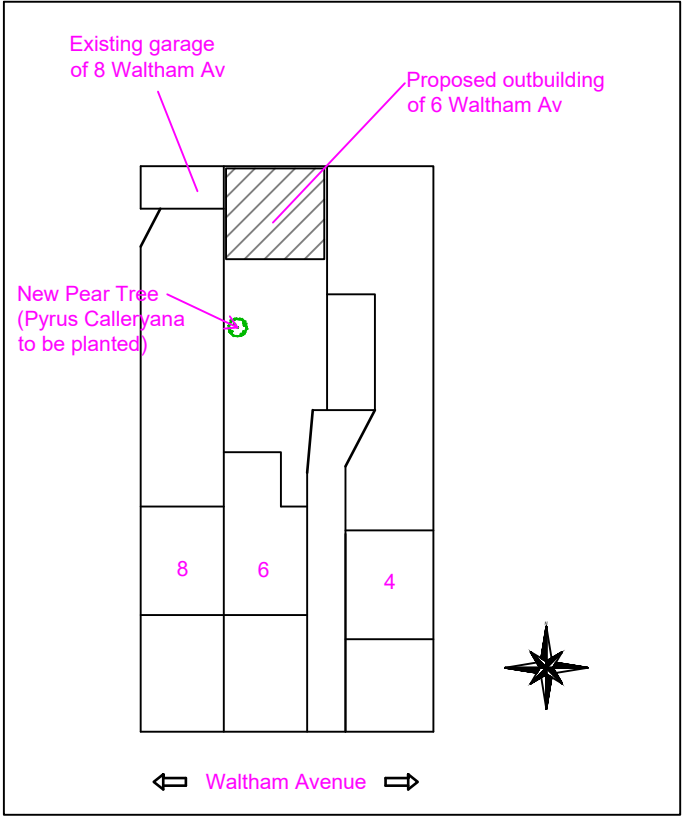 Existing garage
of 8 Waltham Av
Proposed outbuilding
of 6 Waltham Av
New Pear Tree
(Pyrus Calleryana
to be planted)
8
6
4
Waltham Avenue